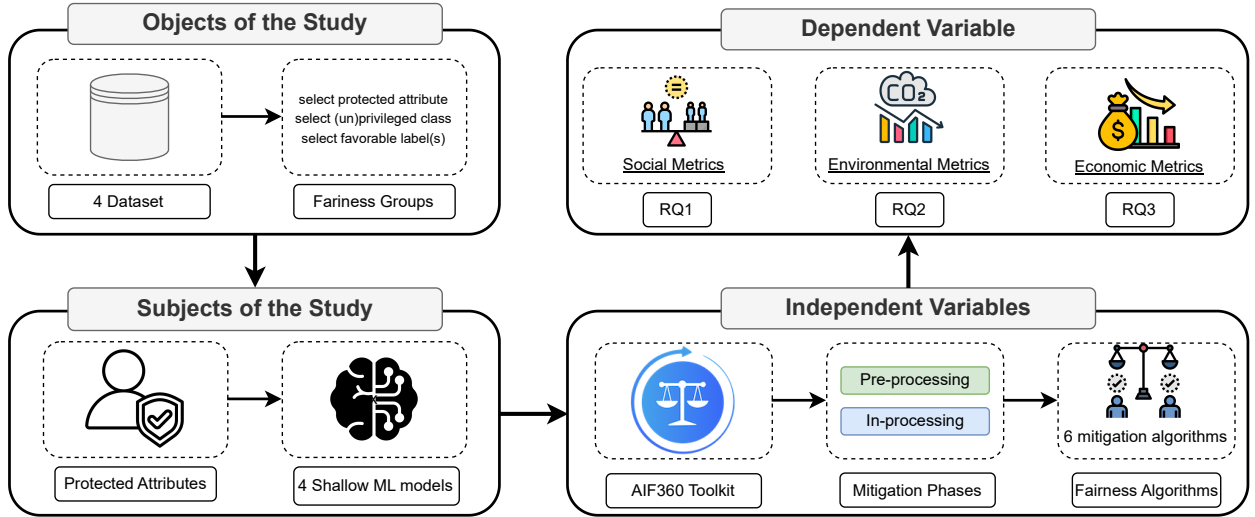 Objects of the Study
select protected attribute
select (un)privileged class
select favorable label(s)
4 Dataset
Fariness Groups
Dependent Variable
CO2
$
Social Metrics
Environmental Metrics
Economic Metrics
RQ1
RQ2
RQ3
Subjects of the Study
Protected Attributes
4 Shallow ML models
Independent Variables
Pre-processing
In-processing
6 mitigation algorithms
AIF360 Toolkit
Mitigation Phases
Fairness Algorithms